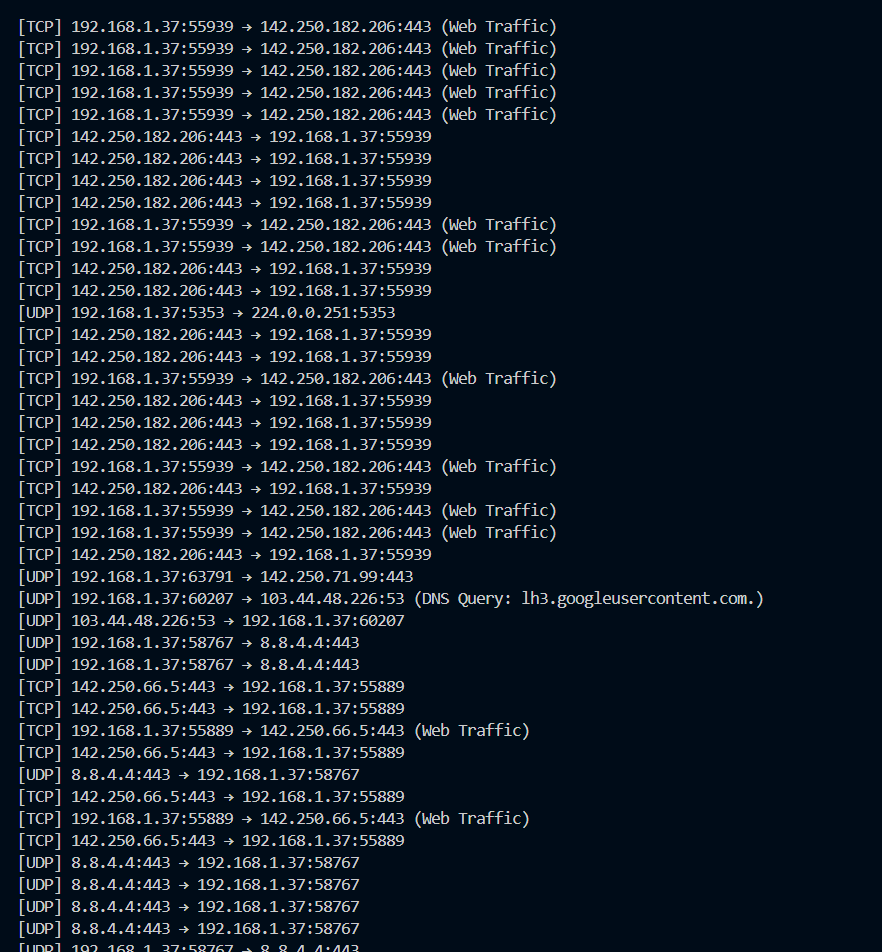 [TCP] 192.168.1.37:55939 → 142.250.182.206:443 (Web Traffic)
[TCP] 192.168.1.37:55939 → 142.250.182.206:443 (Web Traffic)
[TCP] 192.168.1.37:55939 → 142.250.182.206:443 (Web Traffic)
[TCP] 192.168.1.37:55939 → 142.250.182.206:443 (Web Traffic)
[TCP] 192.168.1.37:55939 → 142.250.182.206:443 (Web Traffic)
[TCP] 142.250.182.206:443 → 192.168.1.37:55939
[TCP] 142.250.182.206:443 → 192.168.1.37:55939
[TCP] 142.250.182.206:443 → 192.168.1.37:55939
[TCP] 142.250.182.206:443 → 192.168.1.37:55939
[TCP] 192.168.1.37:55939 → 142.250.182.206:443 (Web Traffic)
[TCP] 192.168.1.37:55939 → 142.250.182.206:443 (Web Traffic)
[TCP] 142.250.182.206:443 → 192.168.1.37:55939
[TCP] 142.250.182.206:443 → 192.168.1.37:55939
[UDP] 192.168.1.37:5353 → 224.0.0.251:5353
[TCP] 142.250.182.206:443 → 192.168.1.37:55939
[TCP] 142.250.182.206:443 → 192.168.1.37:55939
[TCP] 192.168.1.37:55939 → 142.250.182.206:443 (Web Traffic)
[TCP] 142.250.182.206:443 → 192.168.1.37:55939
[TCP] 142.250.182.206:443 → 192.168.1.37:55939
[TCP] 142.250.182.206:443 → 192.168.1.37:55939
[TCP] 192.168.1.37:55939 → 142.250.182.206:443 (Web Traffic)
[TCP] 142.250.182.206:443 → 192.168.1.37:55939
[TCP] 192.168.1.37:55939 → 142.250.182.206:443 (Web Traffic)
[TCP] 192.168.1.37:55939 → 142.250.182.206:443 (Web Traffic)
[TCP] 142.250.182.206:443 → 192.168.1.37:55939
[UDP] 192.168.1.37:63791 → 142.250.71.99:443
[UDP] 192.168.1.37:60207 → 103.44.48.226:53 (DNS Query: lh3.googleusercontent.com.)
[UDP] 103.44.48.226:53 → 192.168.1.37:60207
[UDP] 192.168.1.37:58767 → 8.8.4.4:443
[UDP] 192.168.1.37:58767 → 8.8.4.4:443
[TCP] 142.250.66.5:443 → 192.168.1.37:55889
[TCP] 142.250.66.5:443 → 192.168.1.37:55889
[TCP] 192.168.1.37:55889 → 142.250.66.5:443 (Web Traffic)
[TCP] 142.250.66.5:443 → 192.168.1.37:55889
[UDP] 8.8.4.4:443 → 192.168.1.37:58767
[TCP] 142.250.66.5:443 → 192.168.1.37:55889
[TCP] 192.168.1.37:55889 → 142.250.66.5:443 (Web Traffic)
[TCP] 142.250.66.5:443 → 192.168.1.37:55889
[UDP] 8.8.4.4:443 → 192.168.1.37:58767
[UDP] 8.8.4.4:443 → 192.168.1.37:58767
[UDP] 8.8.4.4:443 → 192.168.1.37:58767
[UDP] 8.8.4.4:443 → 192.168.1.37:58767
[UDP] 192.168.1.37:58767 → 8.8.4.4:443